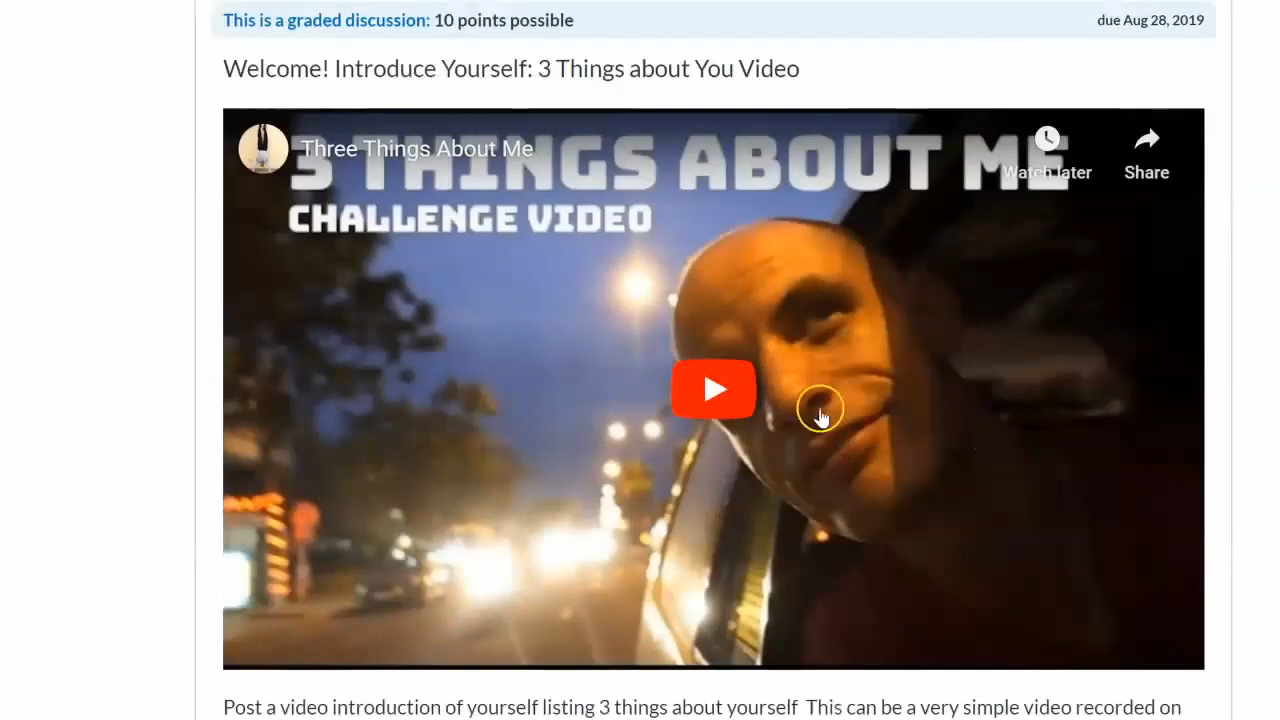 This is a graded discussion: 10 points possible
due Aug 28, 2019
Welcome! Introduce Yourself: 3 Things about You Video
3 THINGS ABOUT ME
Three Things About Me
Watch later
Share
CHALLENGE VIDEO
Post a video introduction of yourself listing 3 things about yourself This can be a very simple video recorded on